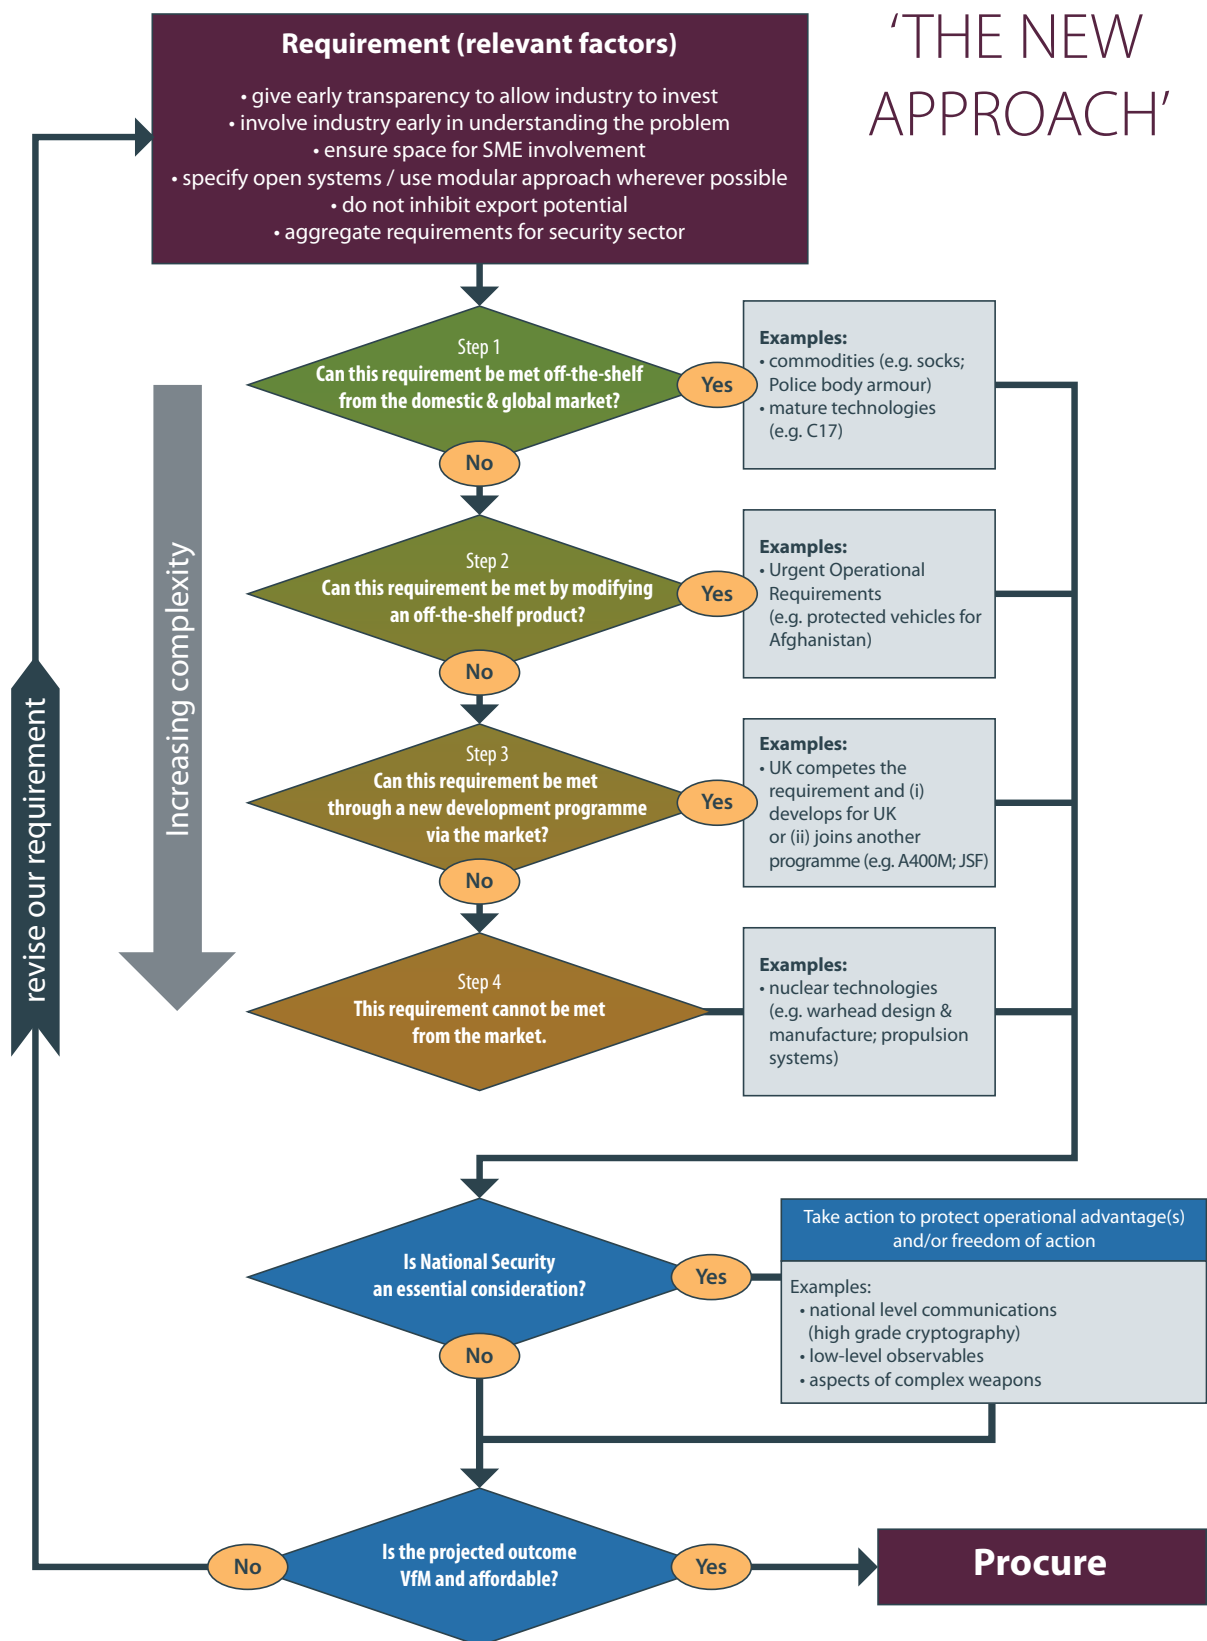 ‘THE NEW
APPROACH’
Requirement (relevant factors)
• give early transparency to allow industry to invest
• involve industry early in understanding the problem
• ensure space for SME involvement
• specify open systems / use modular approach wherever possible
• do not inhibit export potential
• aggregate requirements for security sector
Step 1
Can this requirement be met off-the-shelf
from the domestic & global market?
Yes
No
Examples:
• commodities (e.g. socks;
Police body armour)
• mature technologies
(e.g. C17)
Step 2
Can this requirement be met by modifying
an off-the-shelf product?
Yes
No
Examples:
• Urgent Operational
Requirements
(e.g. protected vehicles for
Afghanistan)
Step 3
Can this requirement be met
through a new development programme
via the market?
Yes
No
Examples:
• UK competes the
requirement and (i)
develops for UK
or (ii) joins another
programme (e.g. A400M; JSF)
Step 4
This requirement cannot be met
from the market.
Examples:
• nuclear technologies
(e.g. warhead design &
manufacture; propulsion
systems)
Increasing complexity
revise our requirement
Is National Security
an essential consideration?
Yes
No
Take action to protect operational advantage(s)
and/or freedom of action
Examples:
• national level communications
(high grade cryptography)
• low-level observables
• aspects of complex weapons
Is the projected outcome
VfM and affordable?
No
Yes
Procure